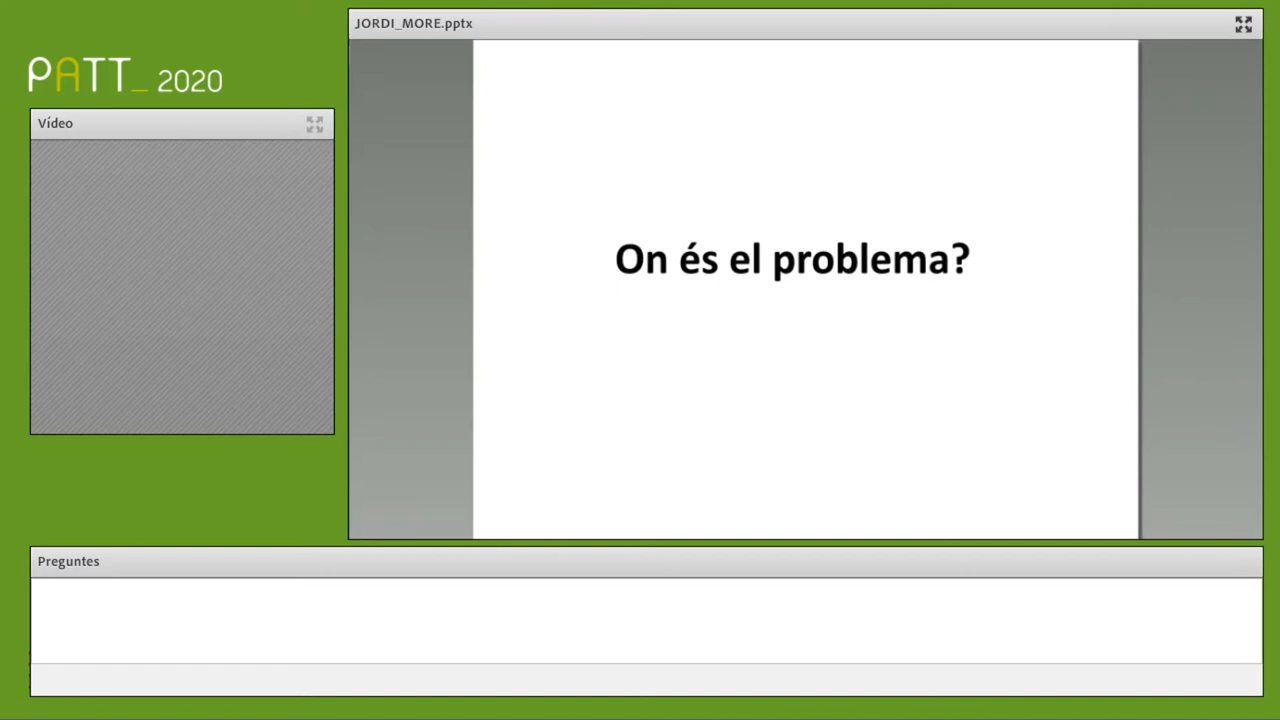 JORDI_MORE.pptx
PATT_ 2020
Vídeo
On és el problema?
Preguntes